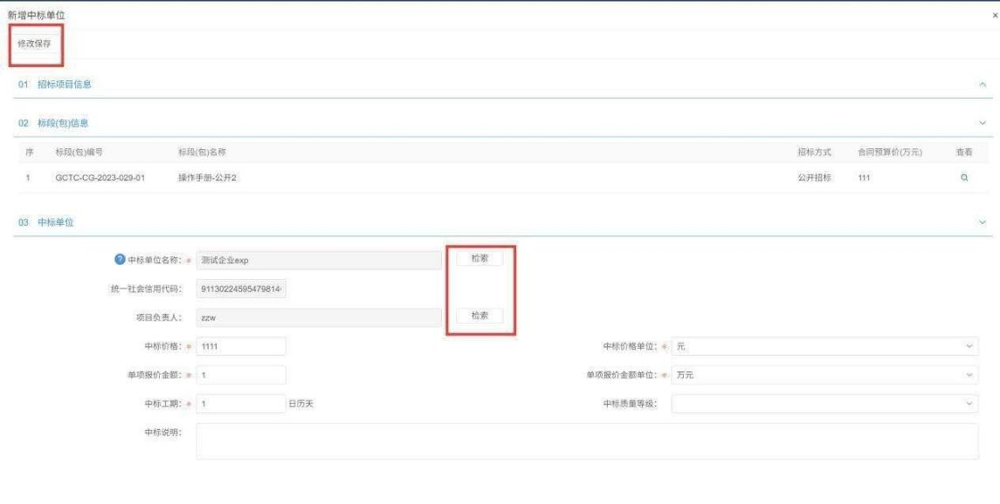 新增中标单位 ×
修改保存
01 招标项目信息
02 标段(包)信息
序 标段(包)编号 标段(包)名称 招标方式 合同预算价(万元) 查看
1 GCTC-CG-2023-029-01 操作手册-公开2 公开招标 111
03 中标单位
? 中标单位名称: * 测试企业exp 检索
统一社会信用代码: 91130224595479814
项目负责人: zzw 检索
中标价格: * 1111 中标价格单位: * 元
单项报价金额: * 1 单项报价金额单位: * 万元
中标工期: * 1 日历天 中标质量等级:
中标说明: